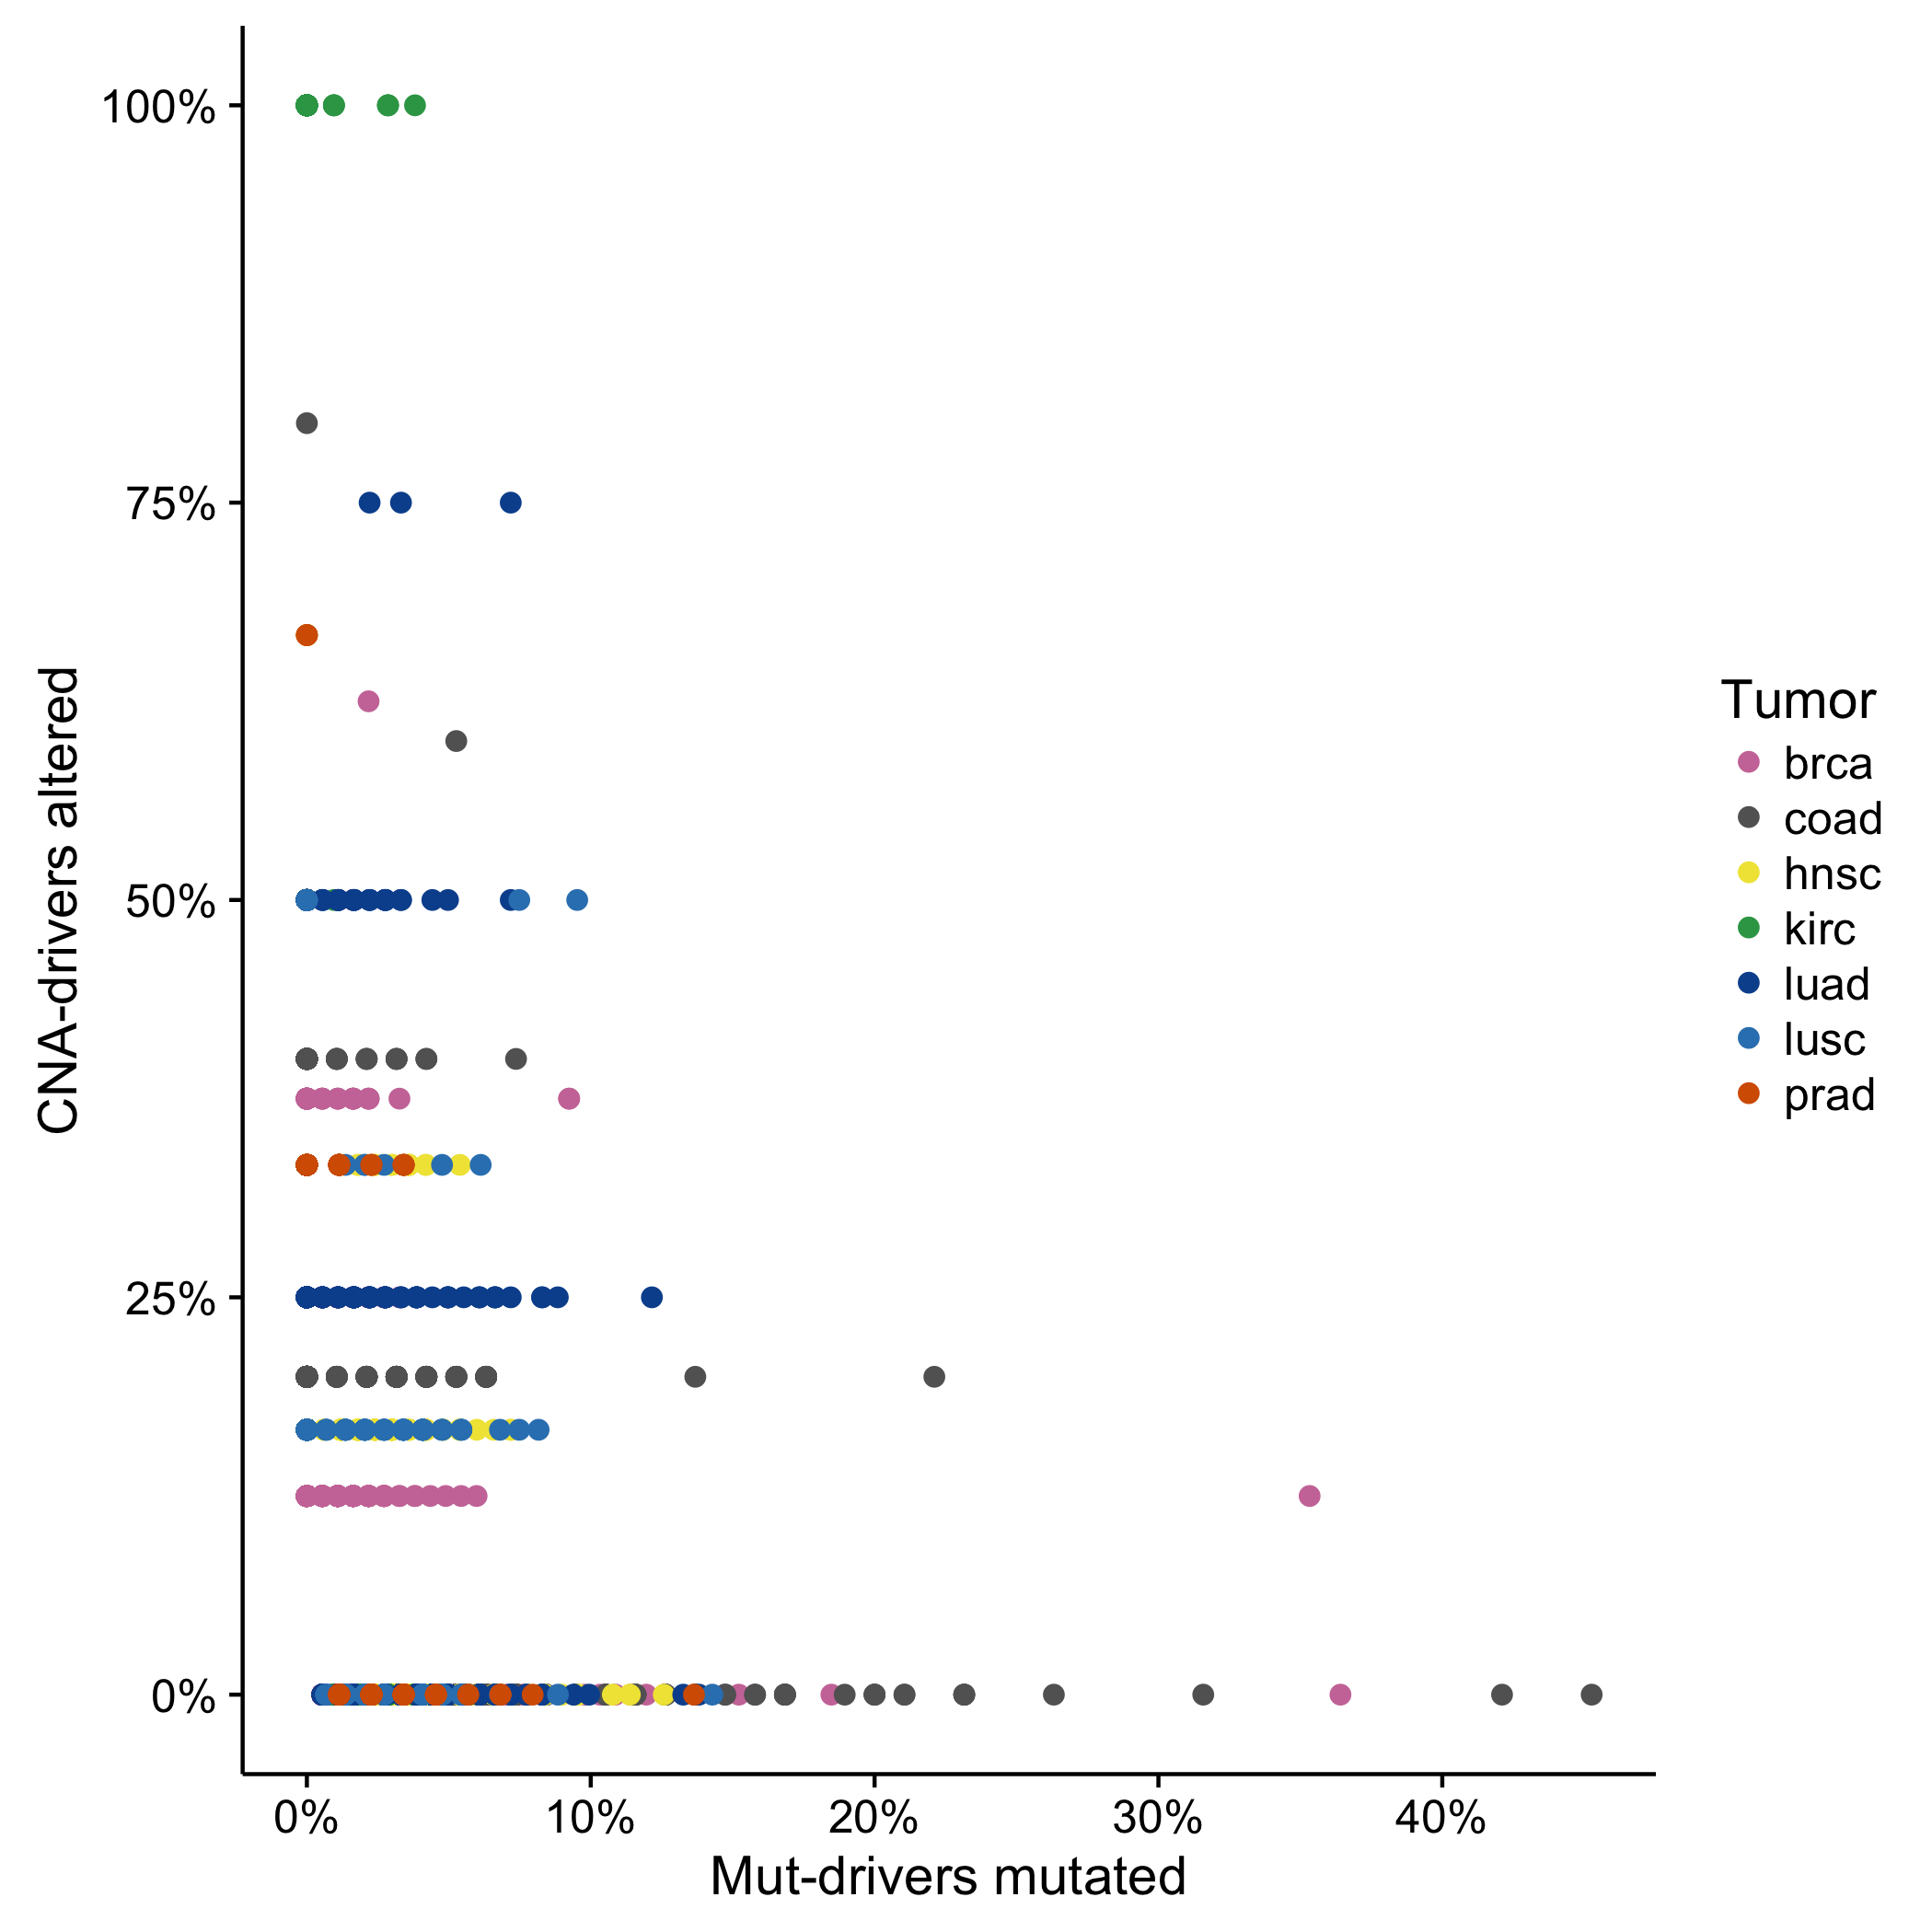 100%
75%
50%
25%
0%
CNA-drivers altered
0% 10% 20% 30% 40%
Mut-drivers mutated
Tumor
brca
coad
hnsc
kirc
luad
lusc
prad